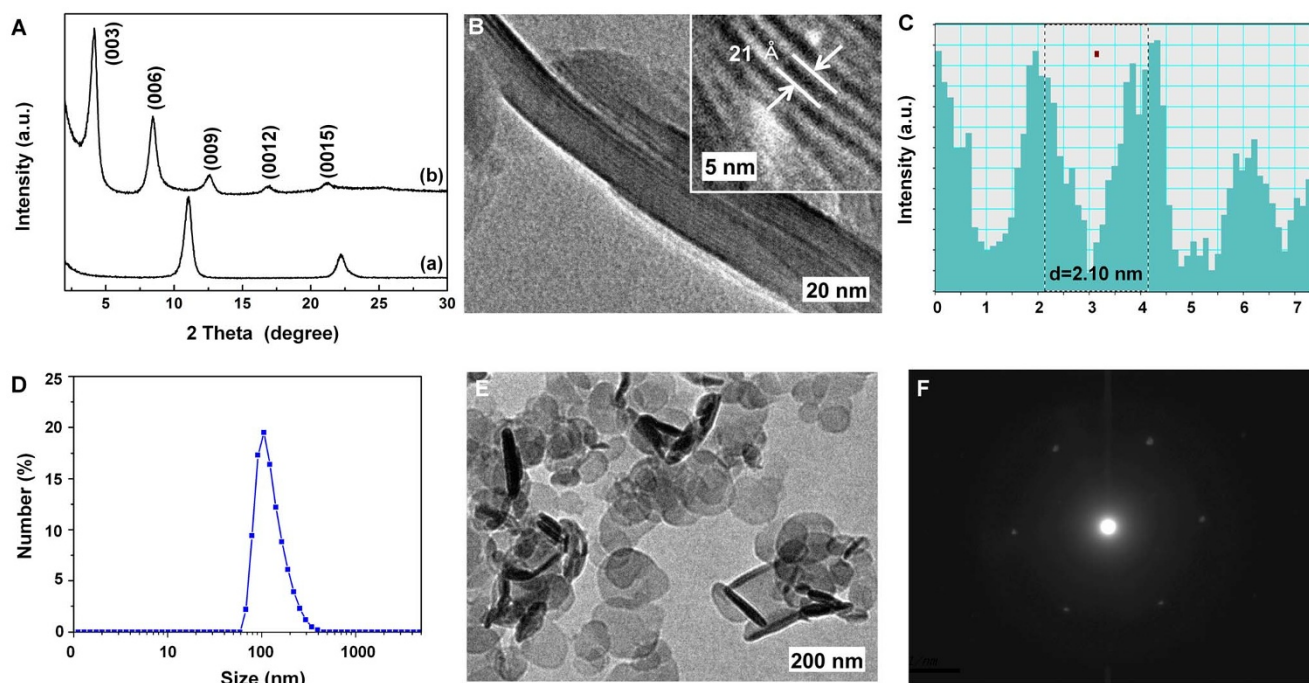 A
Intensity (a.u.)
(003)
(006)
(009)
(0012)
(0015)
(b)
(a)
5 10 15 20 25 30
2 Theta (degree)
B
21 Å
5 nm
20 nm
C
Intensity (a.u.)
d=2.10 nm
0 1 2 3 4 5 6 7
D
Number (%)
25
20
15
10
5
0
0 10 100 1000
Size (nm)
E
200 nm
F